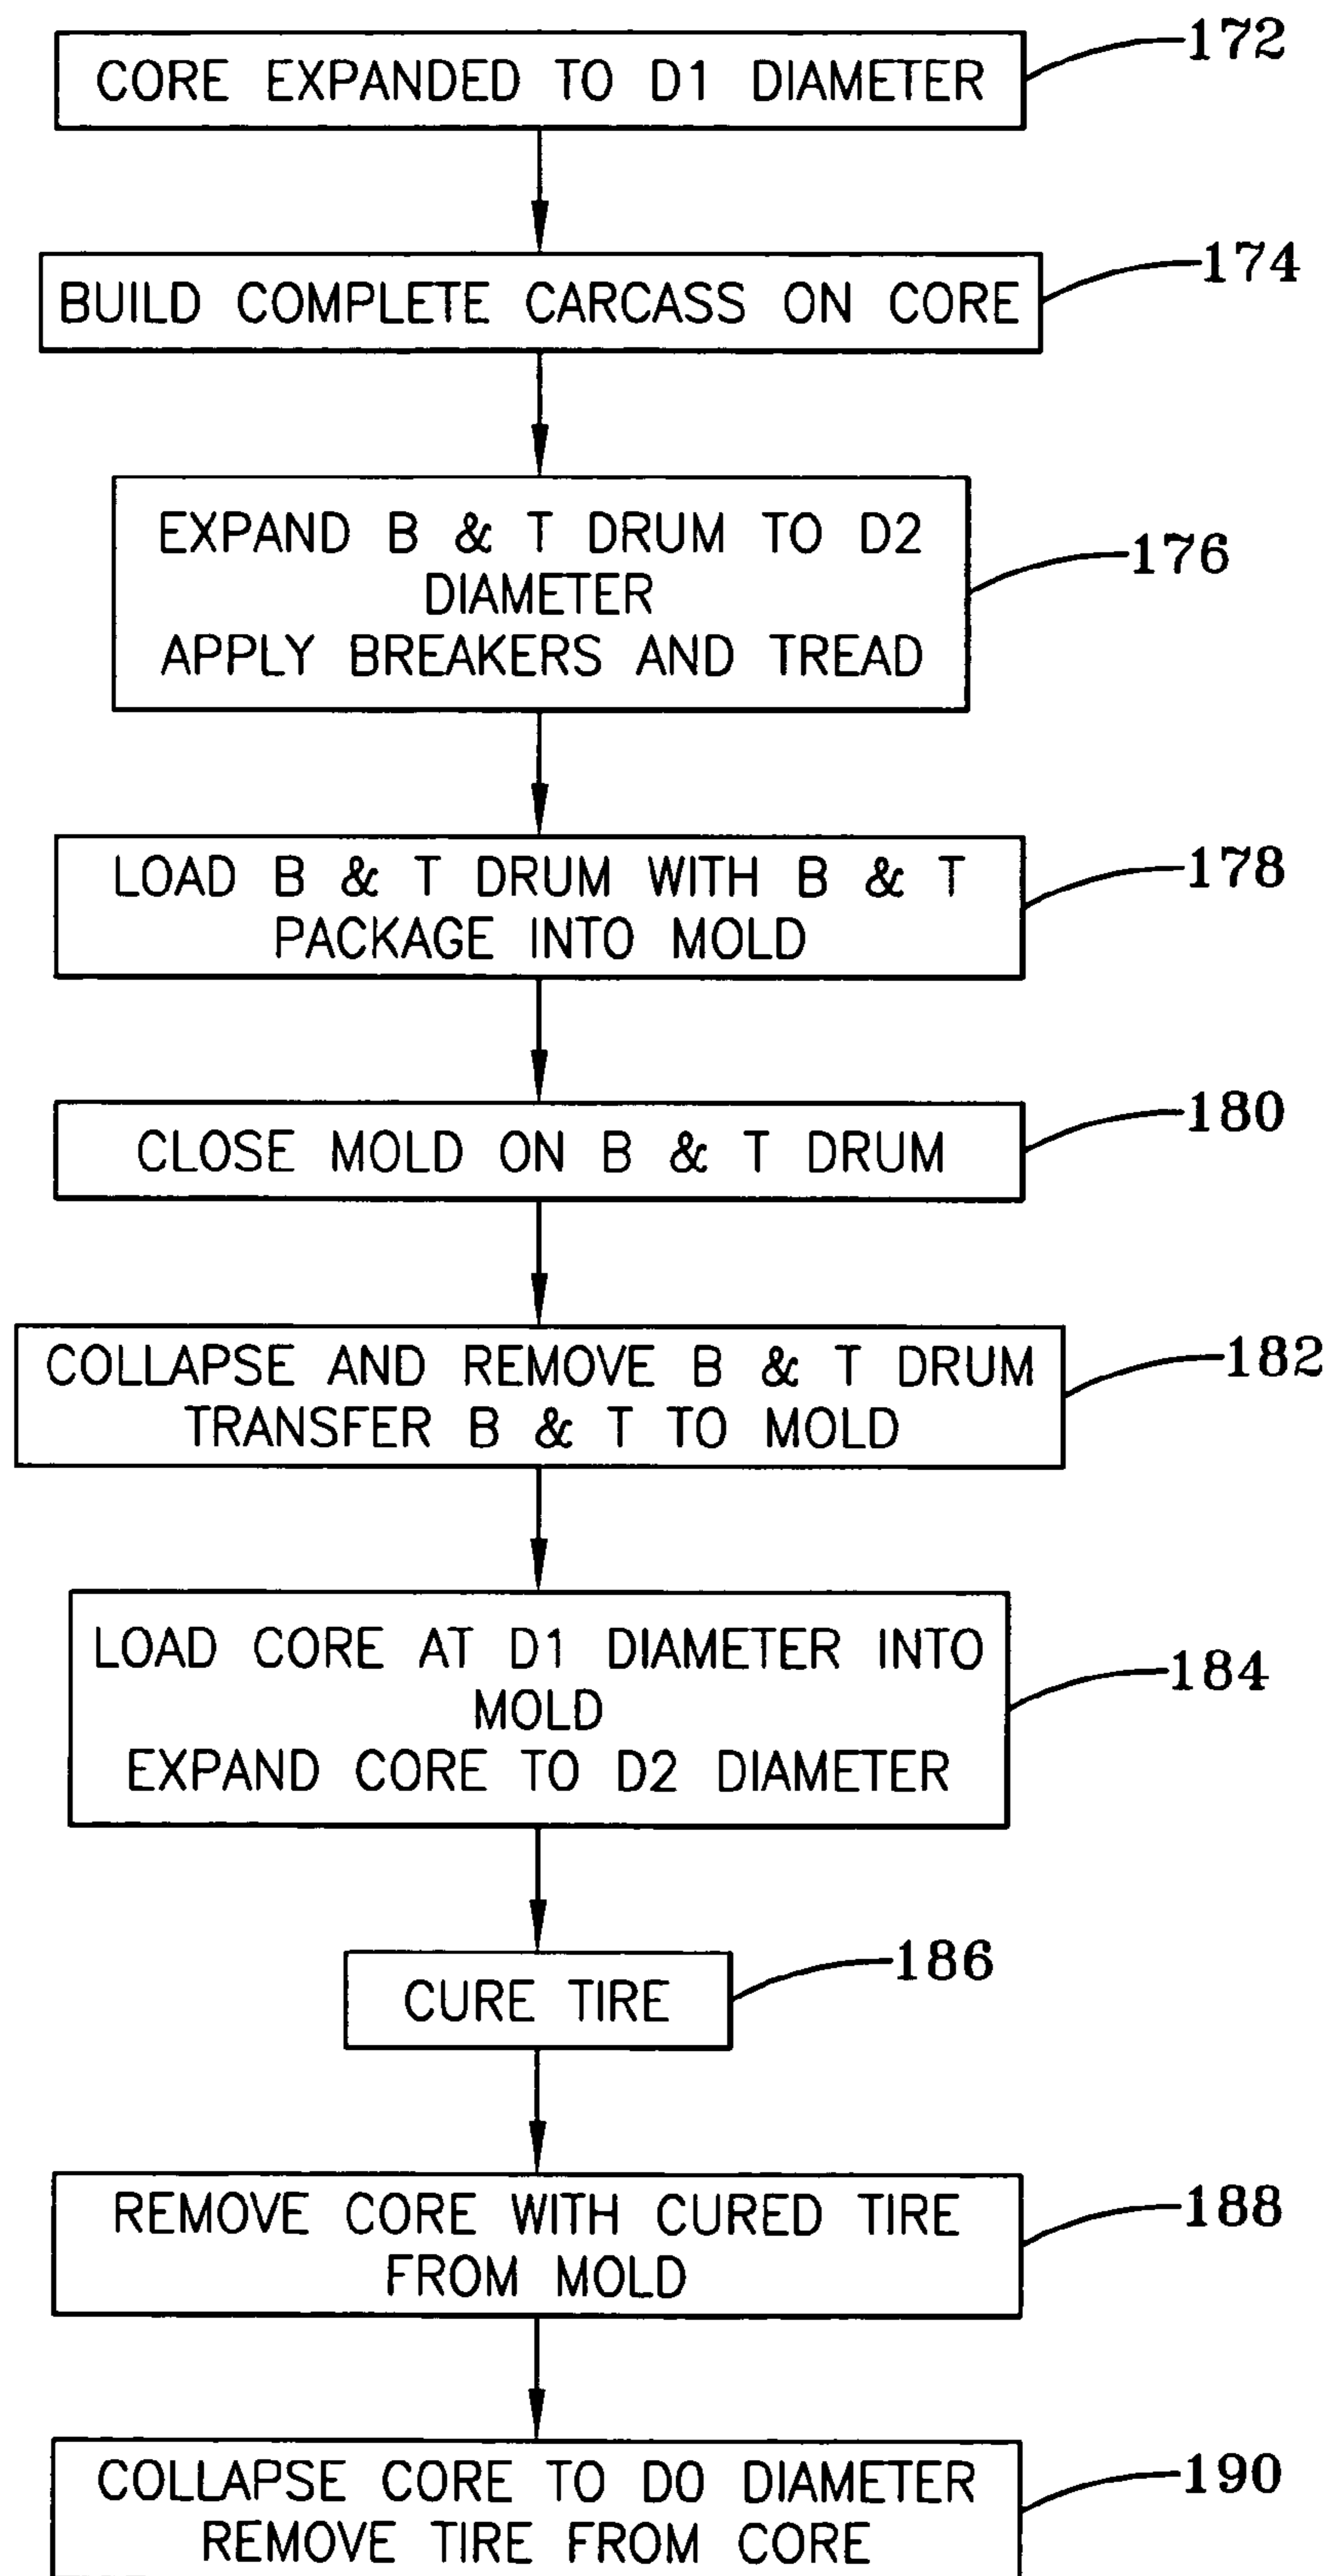 CORE EXPANDED TO D1 DIAMETER
172
BUILD COMPLETE CARCASS ON CORE
174
EXPAND B & T DRUM TO D2
DIAMETER
APPLY BREAKERS AND TREAD
176
LOAD B & T DRUM WITH B & T
PACKAGE INTO MOLD
178
CLOSE MOLD ON B & T DRUM
180
COLLAPSE AND REMOVE B & T DRUM
TRANSFER B & T TO MOLD
182
LOAD CORE AT D1 DIAMETER INTO
MOLD
EXPAND CORE TO D2 DIAMETER
184
CURE TIRE
186
REMOVE CORE WITH CURED TIRE
FROM MOLD
188
COLLAPSE CORE TO D0 DIAMETER
REMOVE TIRE FROM CORE
190